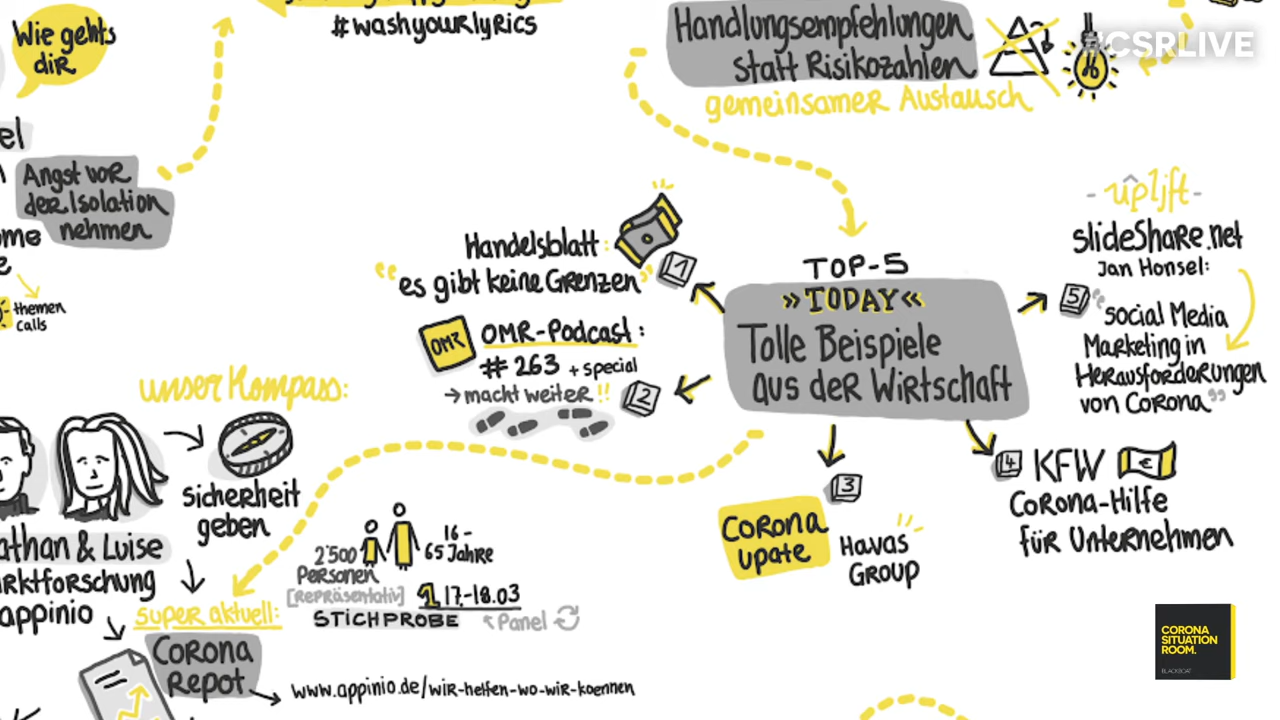 Wie gehts
dir
#washyourlyrics
Handlungsempfehlungen
statt Risikozahlen
gemeinsamer Austausch
#CSRLIVE
Angst vor
der Isolation
nehmen
themen
calls
Handelsblatt:
"es gibt keine Grenzen"
1
OMR
OMR-Podcast:
#263 + special
→ macht weiter!!
2
TOP-5
»TODAY«
Tolle Beispiele
aus der Wirtschaft
-uplift-
slideShare.net
Jan Honsel:
5
"social Media
Marketing in
Herausforderungen
von Corona"
3
Corona
upate
Havas
Group
4 KFW €
Corona-Hilfe
für Unternehmen
unser Kompass:
sicherheit
geben
athan & Luise
rktforschung
appinio
super aktuell:
Corona
Repot
2'500
Personen
[repräsentativ]
16-
65 Jahre
17.-18.03
STICHPROBE
Panel
www.appinio.de/wir-helfen-wo-wir-koennen
CORONA
SITUATION
ROOM.
BLACKBOAT